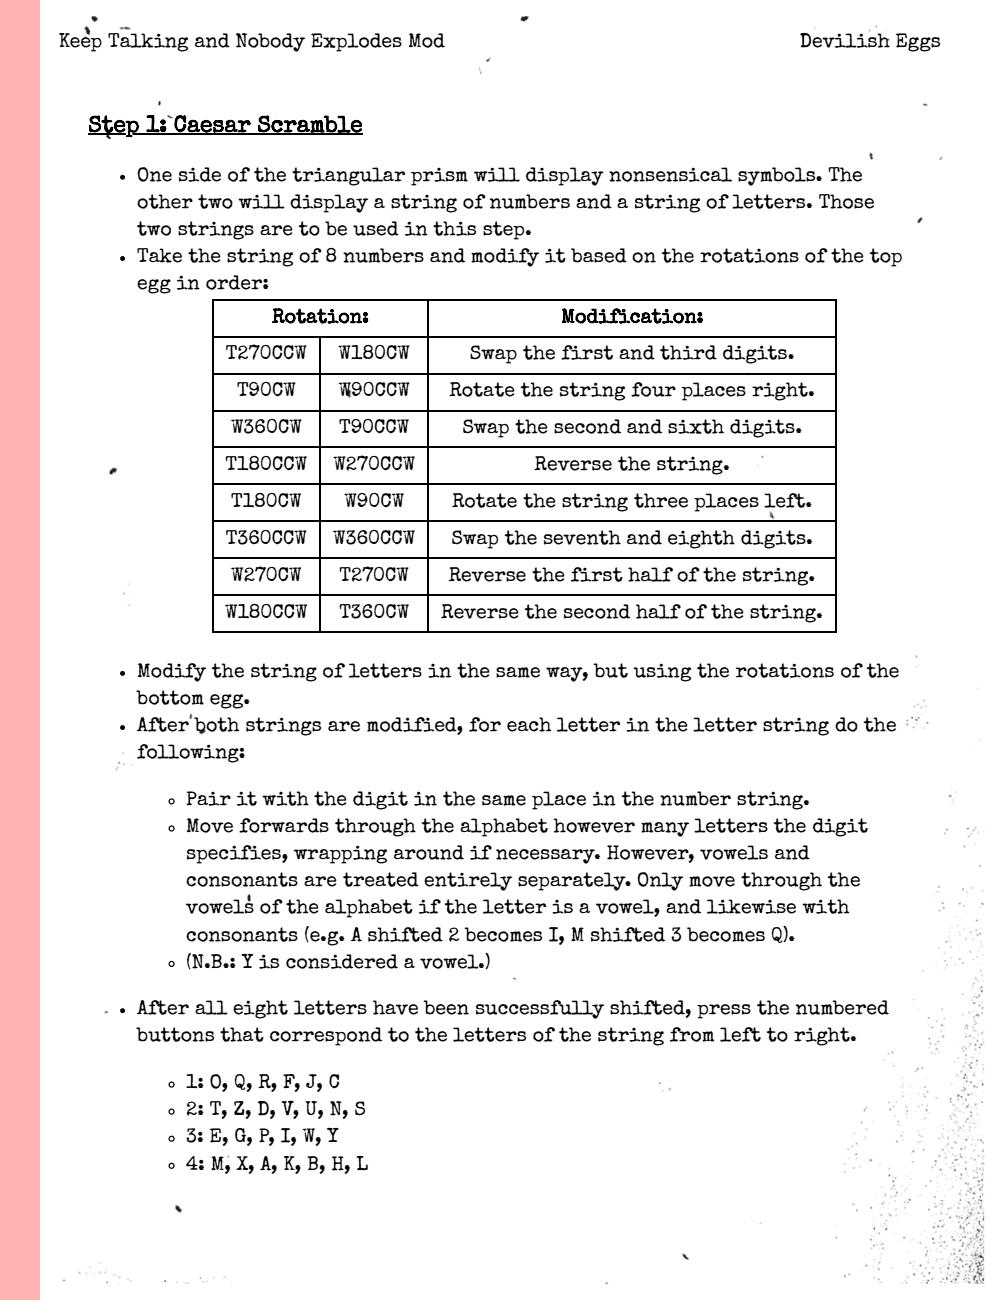 Keep Talking and Nobody Explodes Mod
Devilish Eggs
Step 1: Caesar Scramble
• One side of the triangular prism will display nonsensical symbols. The
other two will display a string of numbers and a string of letters. Those
two strings are to be used in this step.
• Take the string of 8 numbers and modify it based on the rotations of the top
egg in order:
Rotation: Modification:
T270CCW W180CW Swap the first and third digits.
T90CW W90CCW Rotate the string four places right.
W360CW T90CCW Swap the second and sixth digits.
T180CCW W270CCW Reverse the string.
T180CW W90CW Rotate the string three places left.
T360CCW W360CCW Swap the seventh and eighth digits.
W270CW T270CW Reverse the first half of the string.
W180CCW T360CW Reverse the second half of the string.
• Modify the string of letters in the same way, but using the rotations of the
bottom egg.
• After both strings are modified, for each letter in the letter string do the
following:
◦ Pair it with the digit in the same place in the number string.
◦ Move forwards through the alphabet however many letters the digit
specifies, wrapping around if necessary. However, vowels and
consonants are treated entirely separately. Only move through the
vowels of the alphabet if the letter is a vowel, and likewise with
consonants (e.g. A shifted 2 becomes I, M shifted 3 becomes Q).
◦ (N.B.: Y is considered a vowel.)
• After all eight letters have been successfully shifted, press the numbered
buttons that correspond to the letters of the string from left to right.
◦ 1: O, Q, R, F, J, C
◦ 2: T, Z, D, V, U, N, S
◦ 3: E, G, P, I, W, Y
◦ 4: M, X, A, K, B, H, L